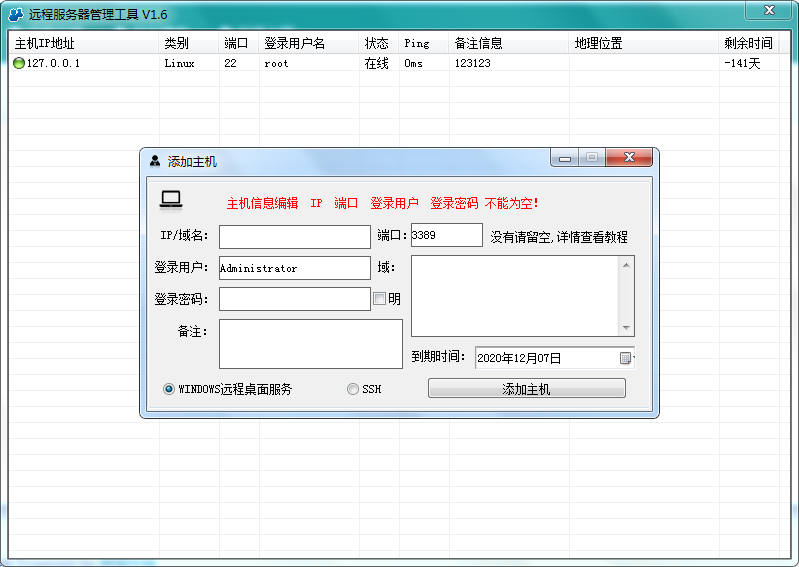 远程服务器管理工具 V1.6
主机IP地址 类别 端口 登录用户名 状态 Ping 备注信息 地理位置 剩余时间
127.0.0.1 Linux 22 root 在线 0ms 123123 -141天
添加主机
主机信息编辑 IP 端口 登录用户 登录密码 不能为空!
IP/域名: 端口: 3389 没有请留空,详情查看教程
登录用户: Administrator 域:
登录密码: 明
备注:
到期时间: 2020年12月07日
WINDOWS远程桌面服务 SSH 添加主机